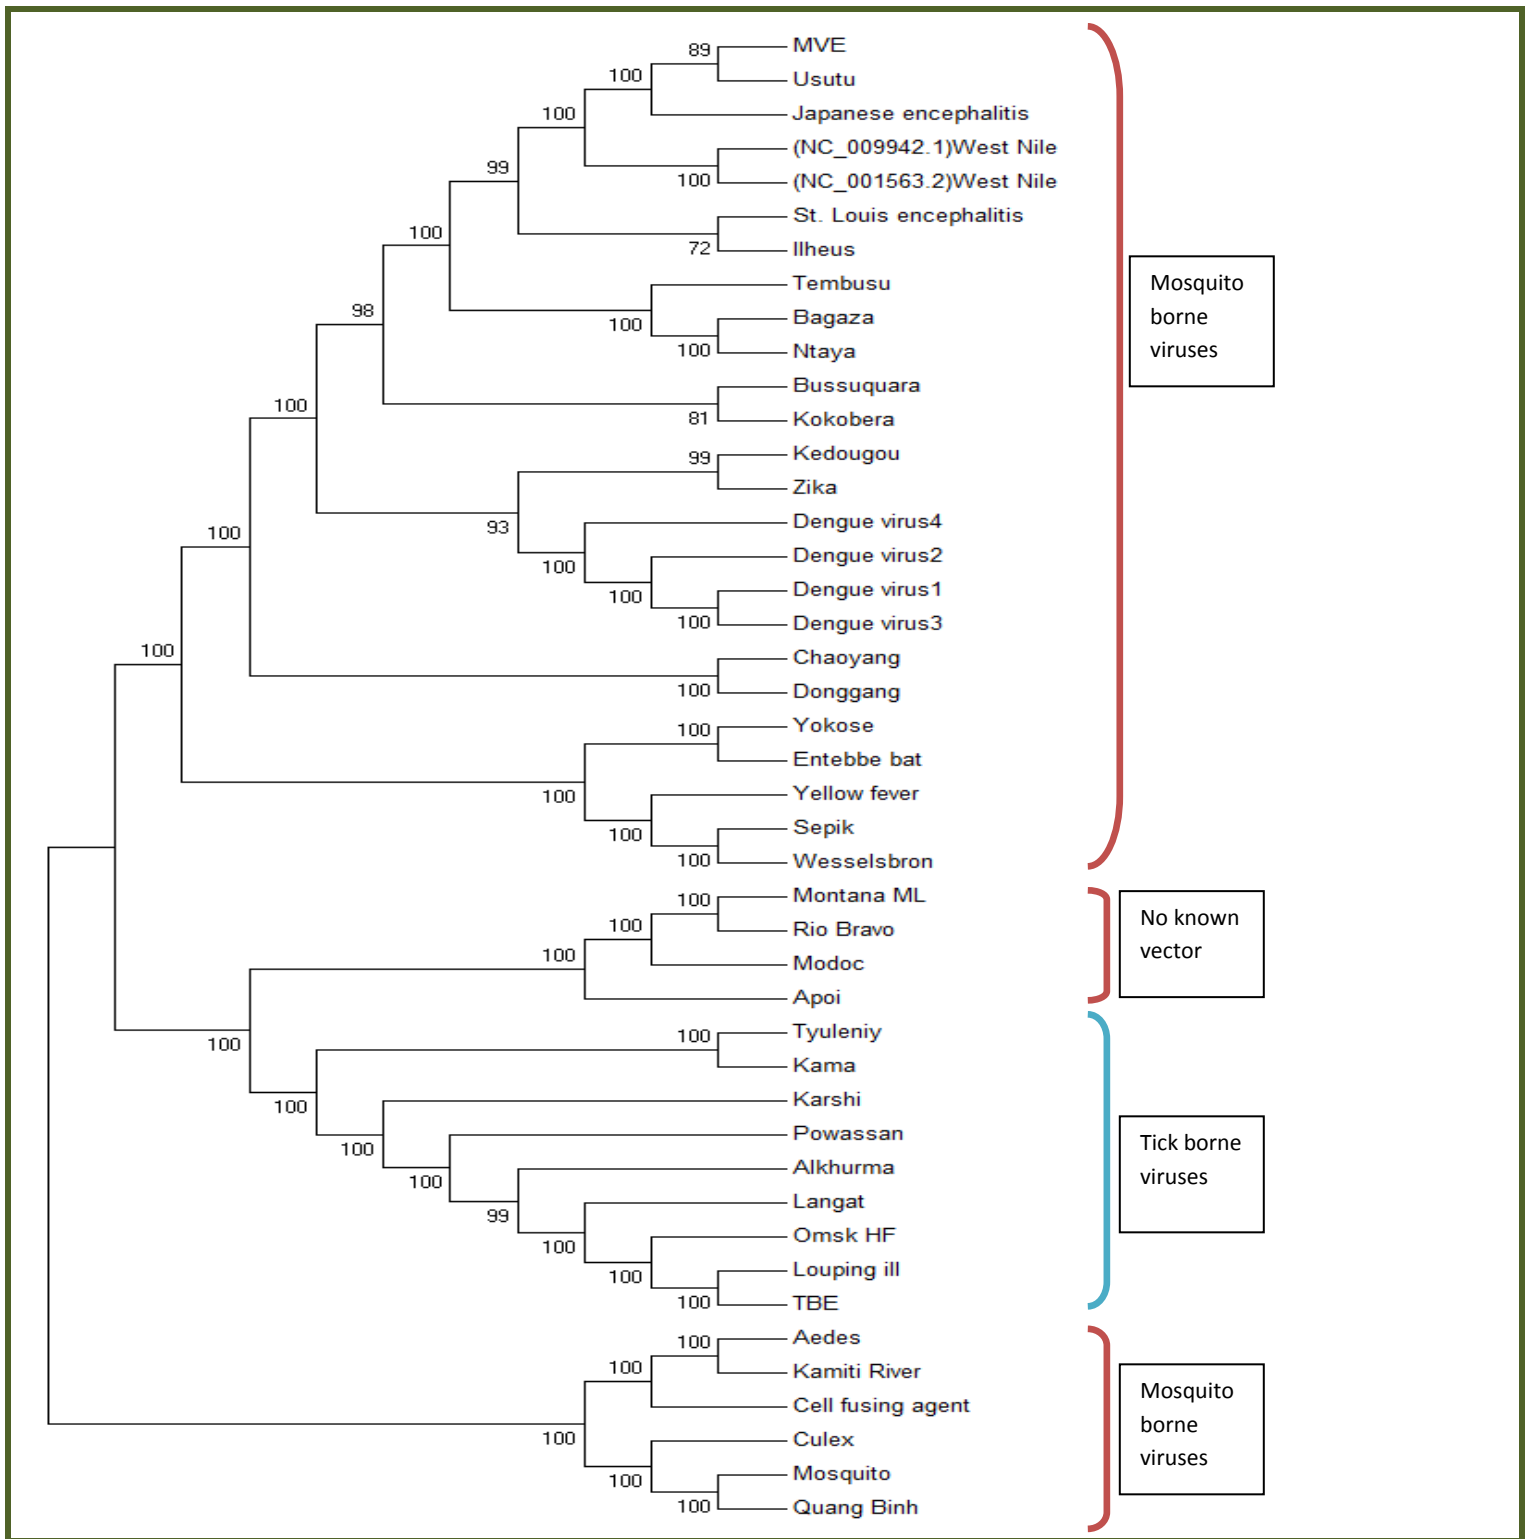 89
MVE
100
Usutu
100
Japanese encephalitis
(NC_009942.1)West Nile
99
100
(NC_001563.2)West Nile
St. Louis encephalitis
100
72
Ilheus
Tembusu
98
100
Bagaza
100
Ntaya
Bussuquara
100
81
Kokobera
99
Kedougou
Zika
93
Dengue virus4
100
100
Dengue virus2
100
Dengue virus1
100
Dengue virus3
100
Chaoyang
100
Donggang
100
Yokose
Entebbe bat
100
Yellow fever
100
Sepik
100
Wesselsbron
Mosquito
borne
viruses
100
Montana ML
100
Rio Bravo
100
Modoc
Apoi
No known
vector
100
100
Tyuleniy
Kama
100
Karshi
100
Powassan
100
Alkhurma
99
Langat
100
Omsk HF
100
Louping ill
100
TBE
Tick borne
viruses
100
Aedes
100
Kamiti River
Cell fusing agent
100
Culex
100
Mosquito
100
Quang Binh
Mosquito
borne
viruses